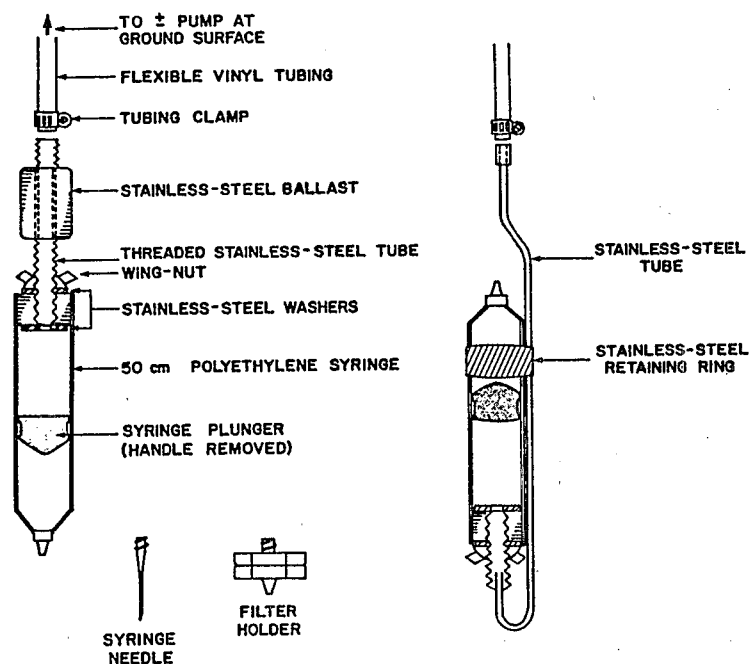 TO ± PUMP AT
GROUND SURFACE
FLEXIBLE VINYL TUBING
TUBING CLAMP
STAINLESS-STEEL BALLAST
THREADED STAINLESS-STEEL TUBE
WING-NUT
STAINLESS-STEEL WASHERS
50 cm POLYETHYLENE SYRINGE
SYRINGE PLUNGER
(HANDLE REMOVED)
SYRINGE
NEEDLE
FILTER
HOLDER
STAINLESS-STEEL
TUBE
STAINLESS-STEEL
RETAINING RING